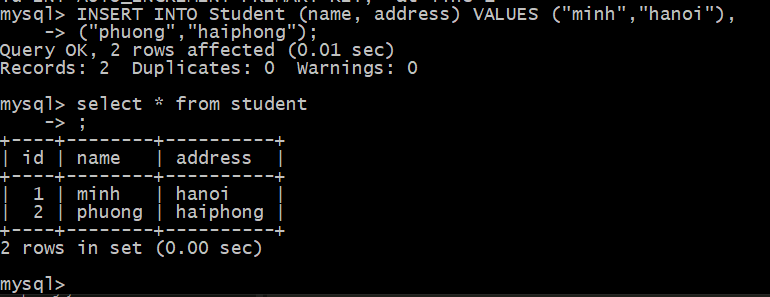 mysql> INSERT INTO Student (name, address) VALUES ("minh","hanoi"),
    -> ("phuong","haiphong");
Query OK, 2 rows affected (0.01 sec)
Records: 2  Duplicates: 0  Warnings: 0

mysql> select * from student
    -> ;
+----+--------+----------+
| id | name   | address  |
+----+--------+----------+
|  1 | minh   | hanoi    |
|  2 | phuong | haiphong |
+----+--------+----------+
2 rows in set (0.00 sec)

mysql>